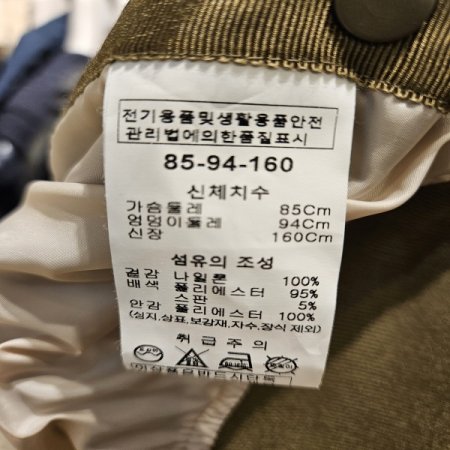 전기용품및생활용품안전
관리법에의한품질표시
85-94-160
신체치수
가슴둘레 85Cm
엉덩이둘레 94Cm
신장 160Cm
섬유의 조성
겉감 나일론 100%
배색 폴리에스터 95%
스판 5%
안감 폴리에스터 100%
(심지,상표,보강재,자수,장식 제외)
취급주의